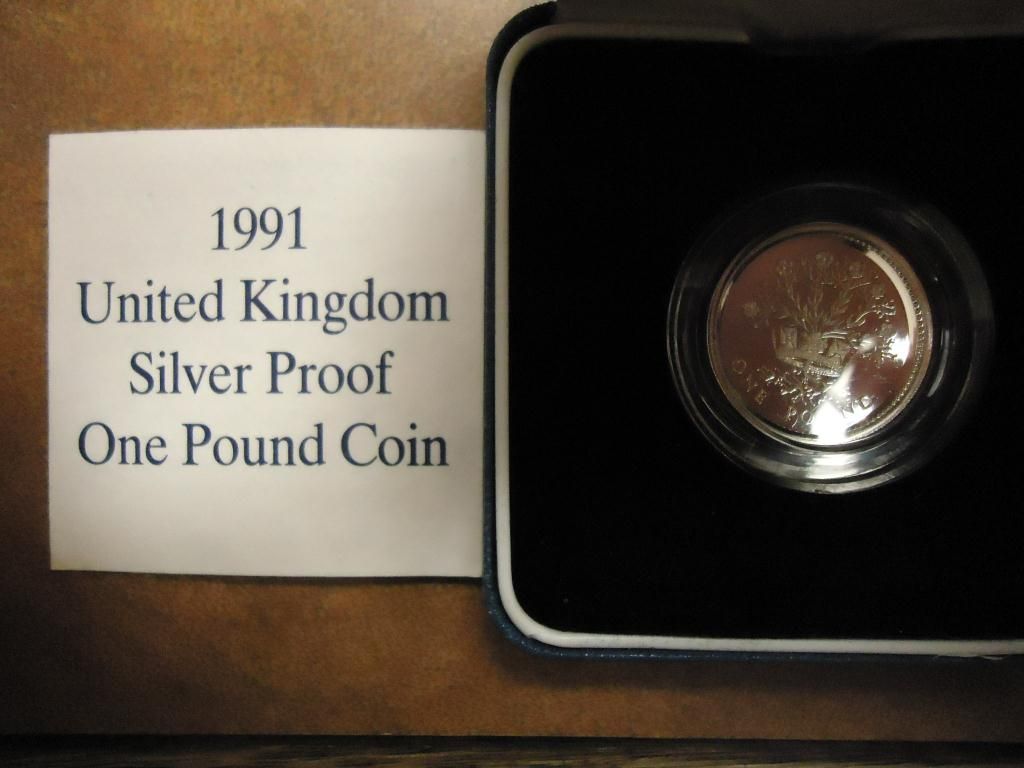 1991
United Kingdom
Silver Proof
One Pound Coin
ONE POUND